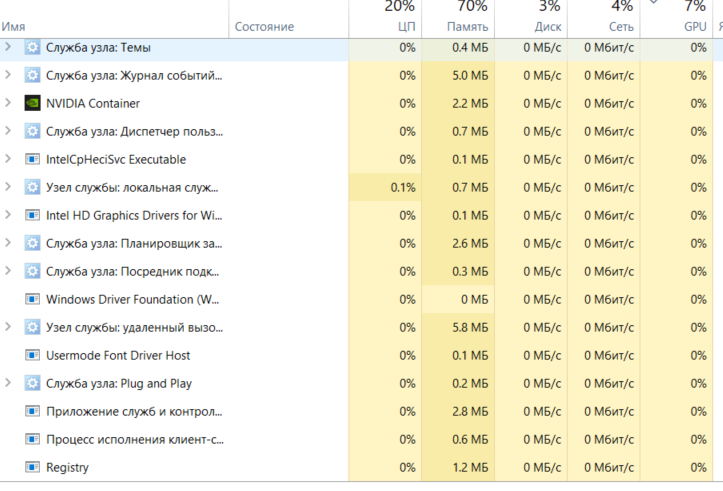 20% 70% 3% 4% 7%
Имя Состояние ЦП Память Диск Сеть GPU
Служба узла: Темы 0% 0.4 МБ 0 МБ/с 0 Мбит/с 0%
Служба узла: Журнал событий... 0% 5.0 МБ 0 МБ/с 0 Мбит/с 0%
NVIDIA Container 0% 2.2 МБ 0 МБ/с 0 Мбит/с 0%
Служба узла: Диспетчер польз... 0% 0.7 МБ 0 МБ/с 0 Мбит/с 0%
IntelCpHeciSvc Executable 0% 0.1 МБ 0 МБ/с 0 Мбит/с 0%
Узел службы: локальная служ... 0.1% 0.7 МБ 0 МБ/с 0 Мбит/с 0%
Intel HD Graphics Drivers for Wi... 0% 0.1 МБ 0 МБ/с 0 Мбит/с 0%
Служба узла: Планировщик за... 0% 2.6 МБ 0 МБ/с 0 Мбит/с 0%
Служба узла: Посредник подк... 0% 0.3 МБ 0 МБ/с 0 Мбит/с 0%
Windows Driver Foundation (W... 0% 0 МБ 0 МБ/с 0 Мбит/с 0%
Узел службы: удаленный вызо... 0% 5.8 МБ 0 МБ/с 0 Мбит/с 0%
Usermode Font Driver Host 0% 0.1 МБ 0 МБ/с 0 Мбит/с 0%
Служба узла: Plug and Play 0% 0.2 МБ 0 МБ/с 0 Мбит/с 0%
Приложение служб и контрол... 0% 2.8 МБ 0 МБ/с 0 Мбит/с 0%
Процесс исполнения клиент-с... 0% 0.6 МБ 0 МБ/с 0 Мбит/с 0%
Registry 0% 1.2 МБ 0 МБ/с 0 Мбит/с 0%